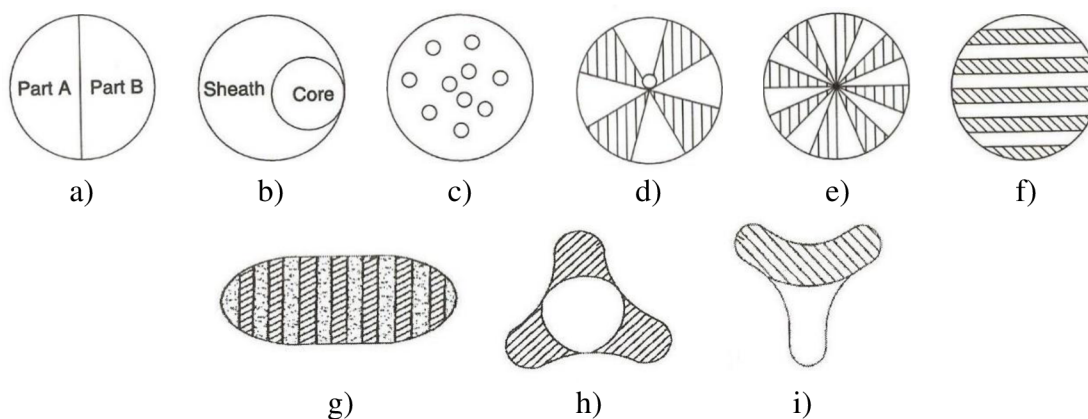 Part A Part B
Sheath Core
a) b) c) d) e) f)
g) h) i)